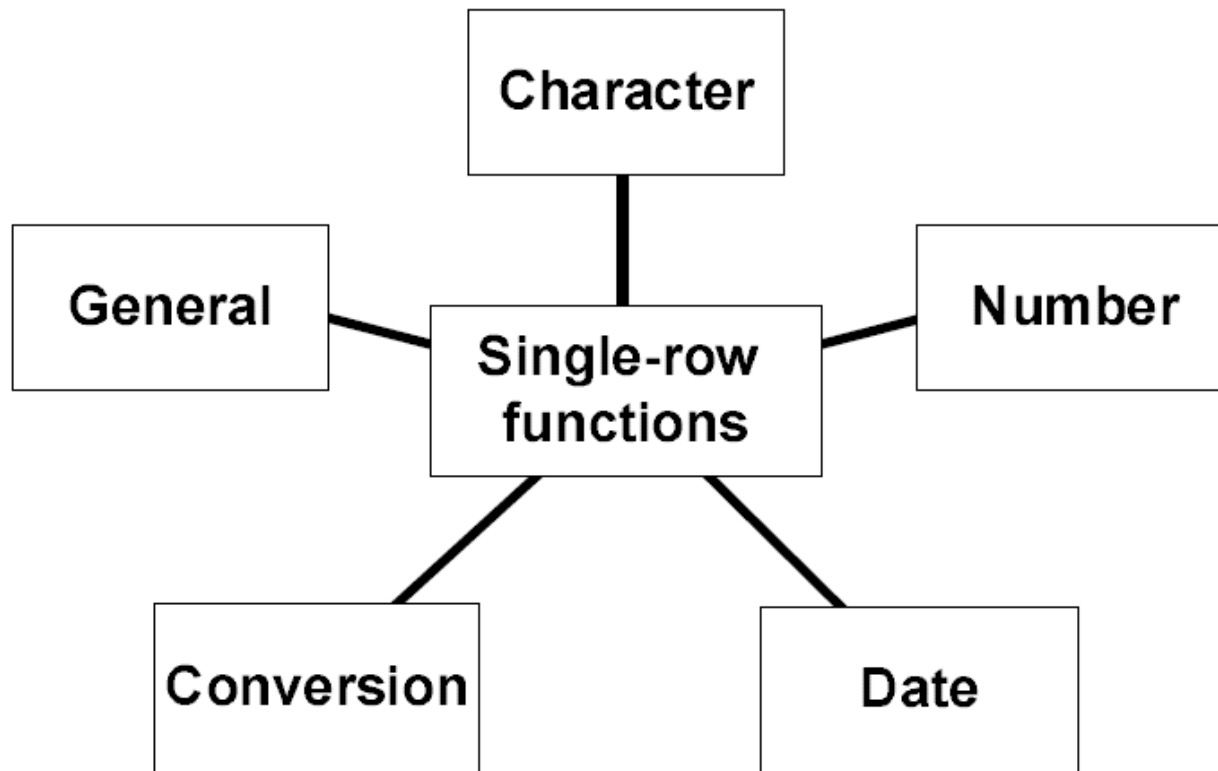 Character
General
Number
Single-row
functions
Conversion
Date